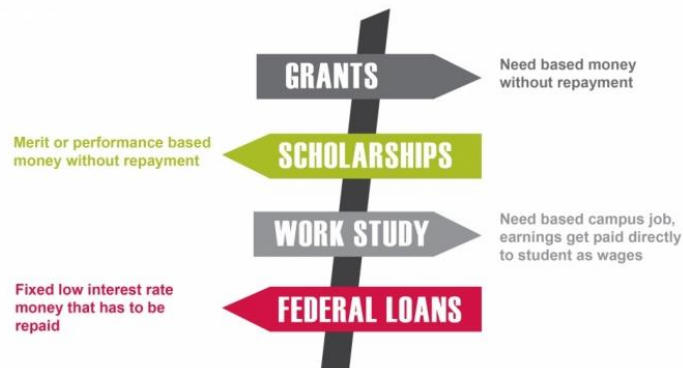 GRANTS
Need based money
without repayment
Merit or performance based
money without repayment
SCHOLARSHIPS
WORK STUDY
Need based campus job,
earnings get paid directly
to student as wages
Fixed low interest rate
money that has to be
repaid
FEDERAL LOANS